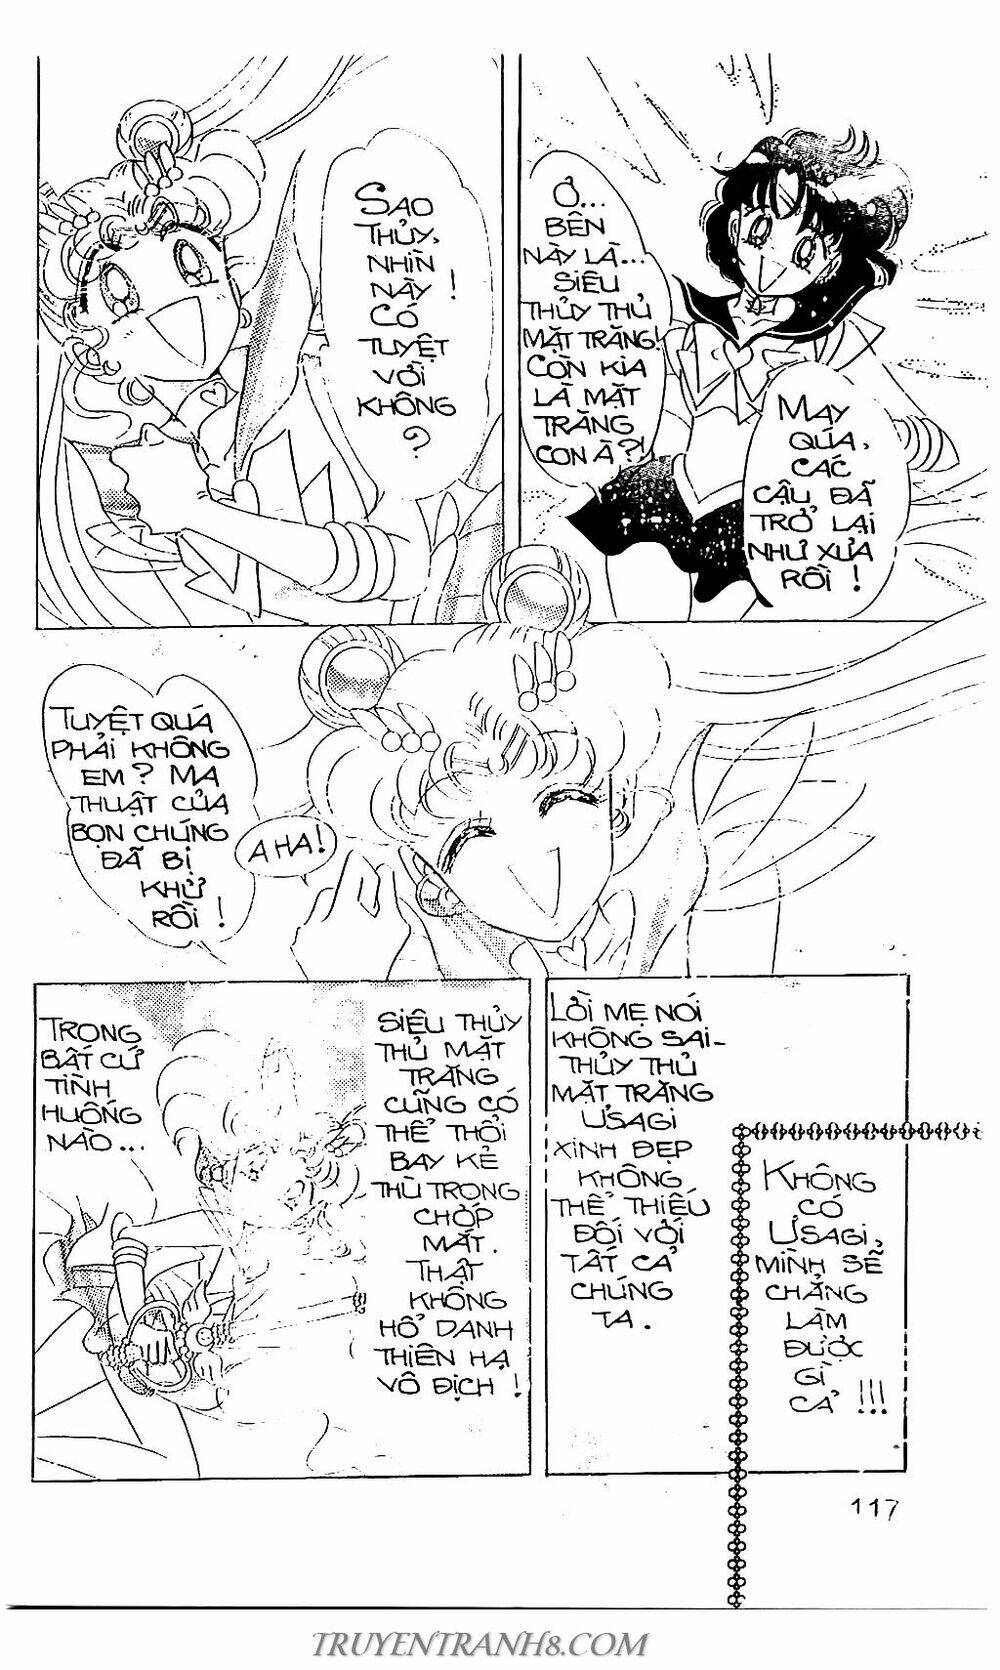 SAO
THỦY,
NHÌN
NÀY !
CÓ
TUYỆT
VỜI
KHÔNG
?
Ơ...
BÊN
NÀY LÀ...
SIÊU
THỦY THỦ
MẶT TRĂNG!
CÒN KIA
LÀ MẶT
TRĂNG
CON À?!
MAY
QÚA,
CÁC
CẬU ĐÃ
TRỞ LẠI
NHƯ XƯA
RỒI !
TUYỆT QUÁ
PHẢI KHÔNG
EM? MA
THUẬT CỦA
BỌN CHÚNG
ĐÃ BỊ
KHỬ
RỒI !
A HA!
TRONG
BẤT CỨ
TÌNH
HUỐNG
NÀO...
SIÊU THỦY
THỦ MẶT
TRĂNG
CŨNG CÓ
THỂ THỔI
BAY KẺ
THÙ TRONG
CHỚP
MẮT.
THẬT
KHÔNG
HỔ DANH
THIÊN HẠ
VÔ ĐỊCH !
LỜI MẸ NÓI
KHÔNG SAI-
THỦY THỦ
MẶT TRĂNG
ƯSAGI
XINH ĐẸP
KHÔNG
THỂ THIẾU
ĐỐI VỚI
TẤT CẢ
CHÚNG
TA.
KHÔNG
CÓ
ƯSAGI,
MÌNH SẼ
CHẲNG
LÀM
ĐƯỢC
GÌ
CẢ !!!
117
TRUYENTRANH8.COM